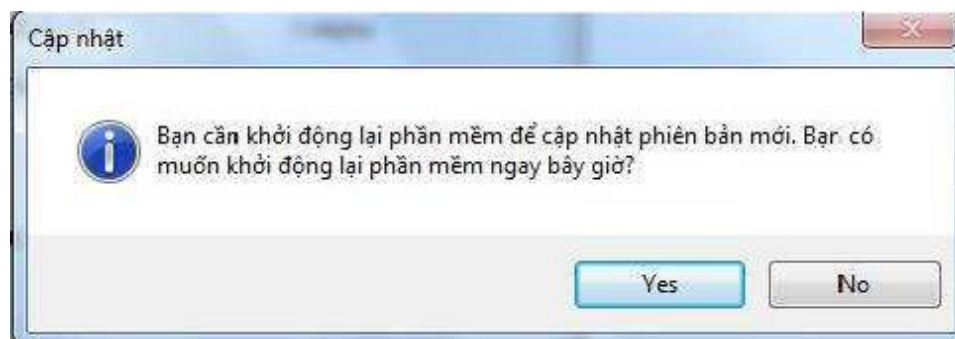 Cập nhật
Bạn cần khởi động lại phần mềm để cập nhật phiên bản mới. Bạn có
muốn khởi động lại phần mềm ngay bây giờ?
Yes
No